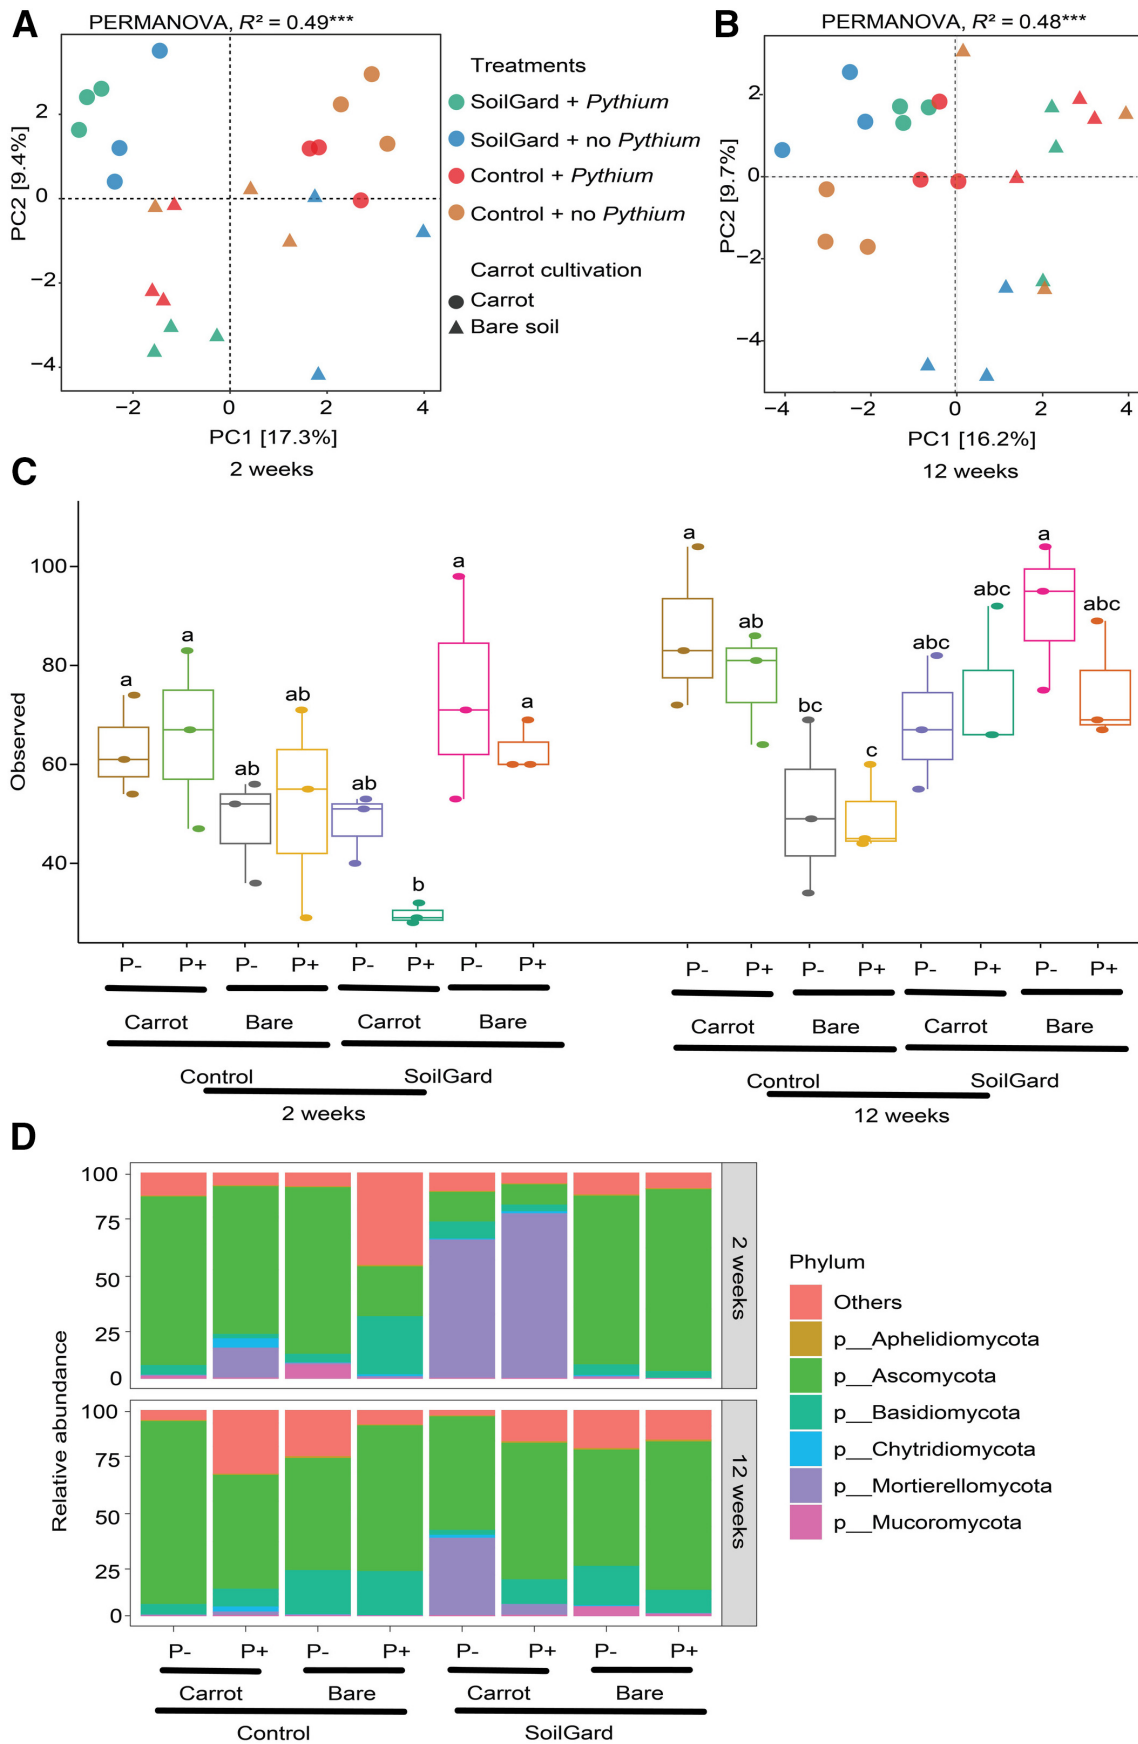 A
PERMANOVA, R² = 0.49***
PC2 [9.4%]
2
0
−2
−4
−2
0
2
4
PC1 [17.3%]
2 weeks
Treatments
SoilGard + Pythium
SoilGard + no Pythium
Control + Pythium
Control + no Pythium
Carrot cultivation
Carrot
Bare soil
B
PERMANOVA, R² = 0.48***
PC2 [9.7%]
2
0
−2
−4
−4
−2
0
2
4
PC1 [16.2%]
12 weeks
C
Observed
100
80
60
40
a
a
ab
ab
ab
b
a
a
a
ab
bc
c
abc
abc
a
abc
P- P+ P- P+ P- P+ P- P+
P- P+ P- P+ P- P+ P- P+
Carrot Bare Carrot Bare
Carrot Bare Carrot Bare
Control SoilGard
Control SoilGard
2 weeks
12 weeks
D
Relative abundance
100
75
50
25
0
2 weeks
100
75
50
25
0
12 weeks
P- P+ P- P+ P- P+ P- P+
Carrot Bare Carrot Bare
Control SoilGard
Phylum
Others
p__Aphelidiomycota
p__Ascomycota
p__Basidiomycota
p__Chytridiomycota
p__Mortierellomycota
p__Mucoromycota